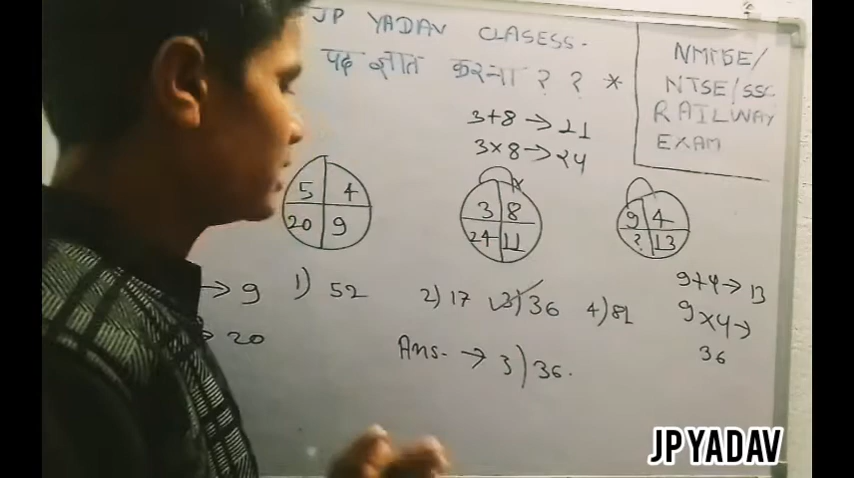 JP YADAV CLASESS-
पद ज्ञात करना ? ? *
NMMSE/
NTSE/SSC
RAILWAY
EXAM
3+8 → 11
3×8 → 24
5 4
20 9
3 8
24 11
9 4
? 13
→ 9
20
1) 52
2) 17
3) 36
4) 81
9+4 → 13
9×4 →
36
Ans- → 3) 36.
JP YADAV